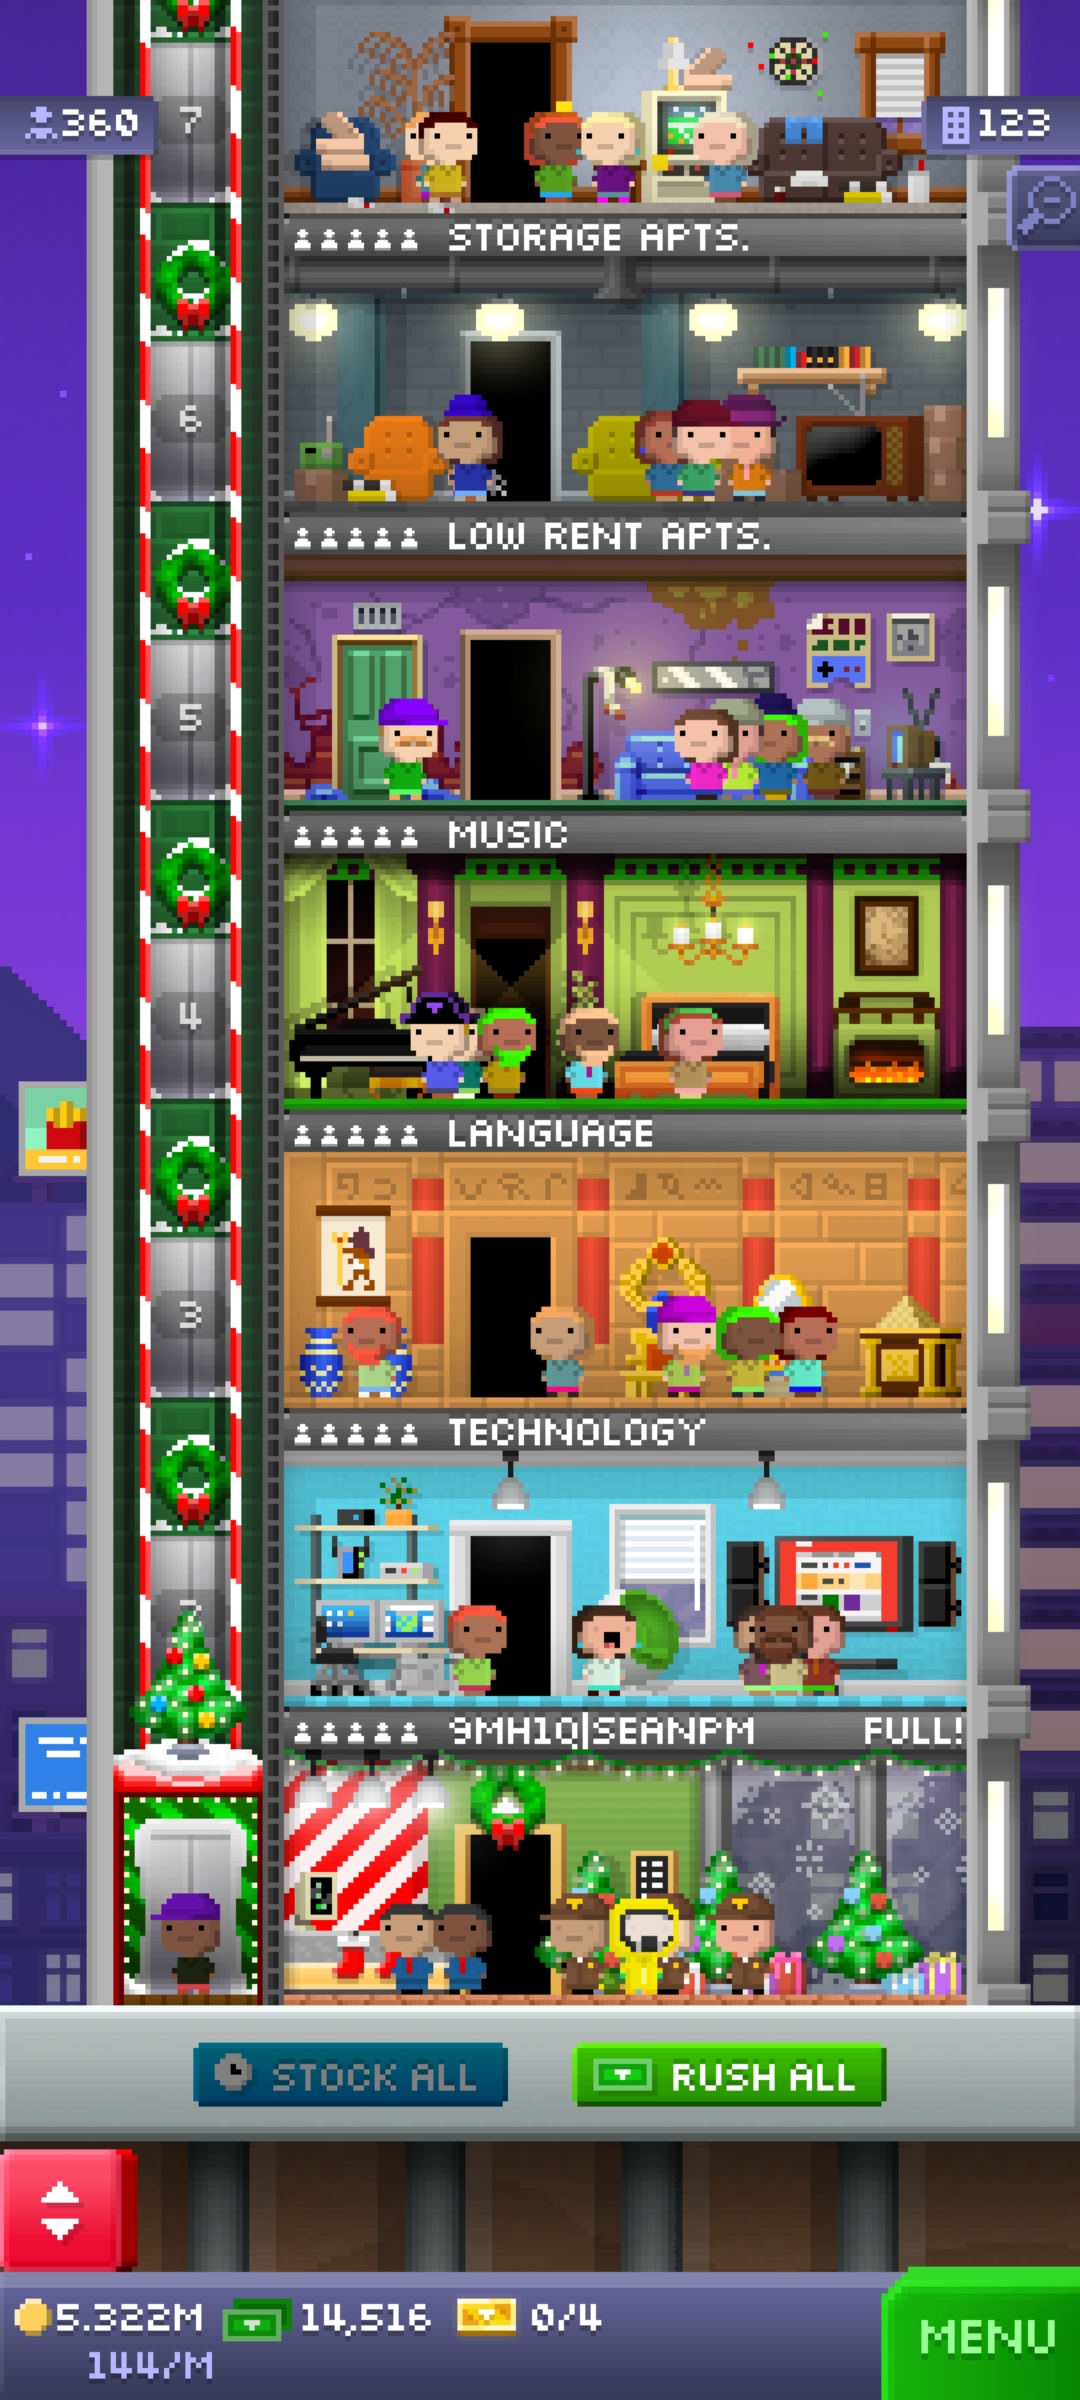 7
360
123
STORAGE APTS.
6
LOW RENT APTS.
5
MUSIC
4
LANGUAGE
3
TECHNOLOGY
9MH1Q|SEANPM FULL!
STOCK ALL
RUSH ALL
5.322M 14,516 0/4
144/M
MENU